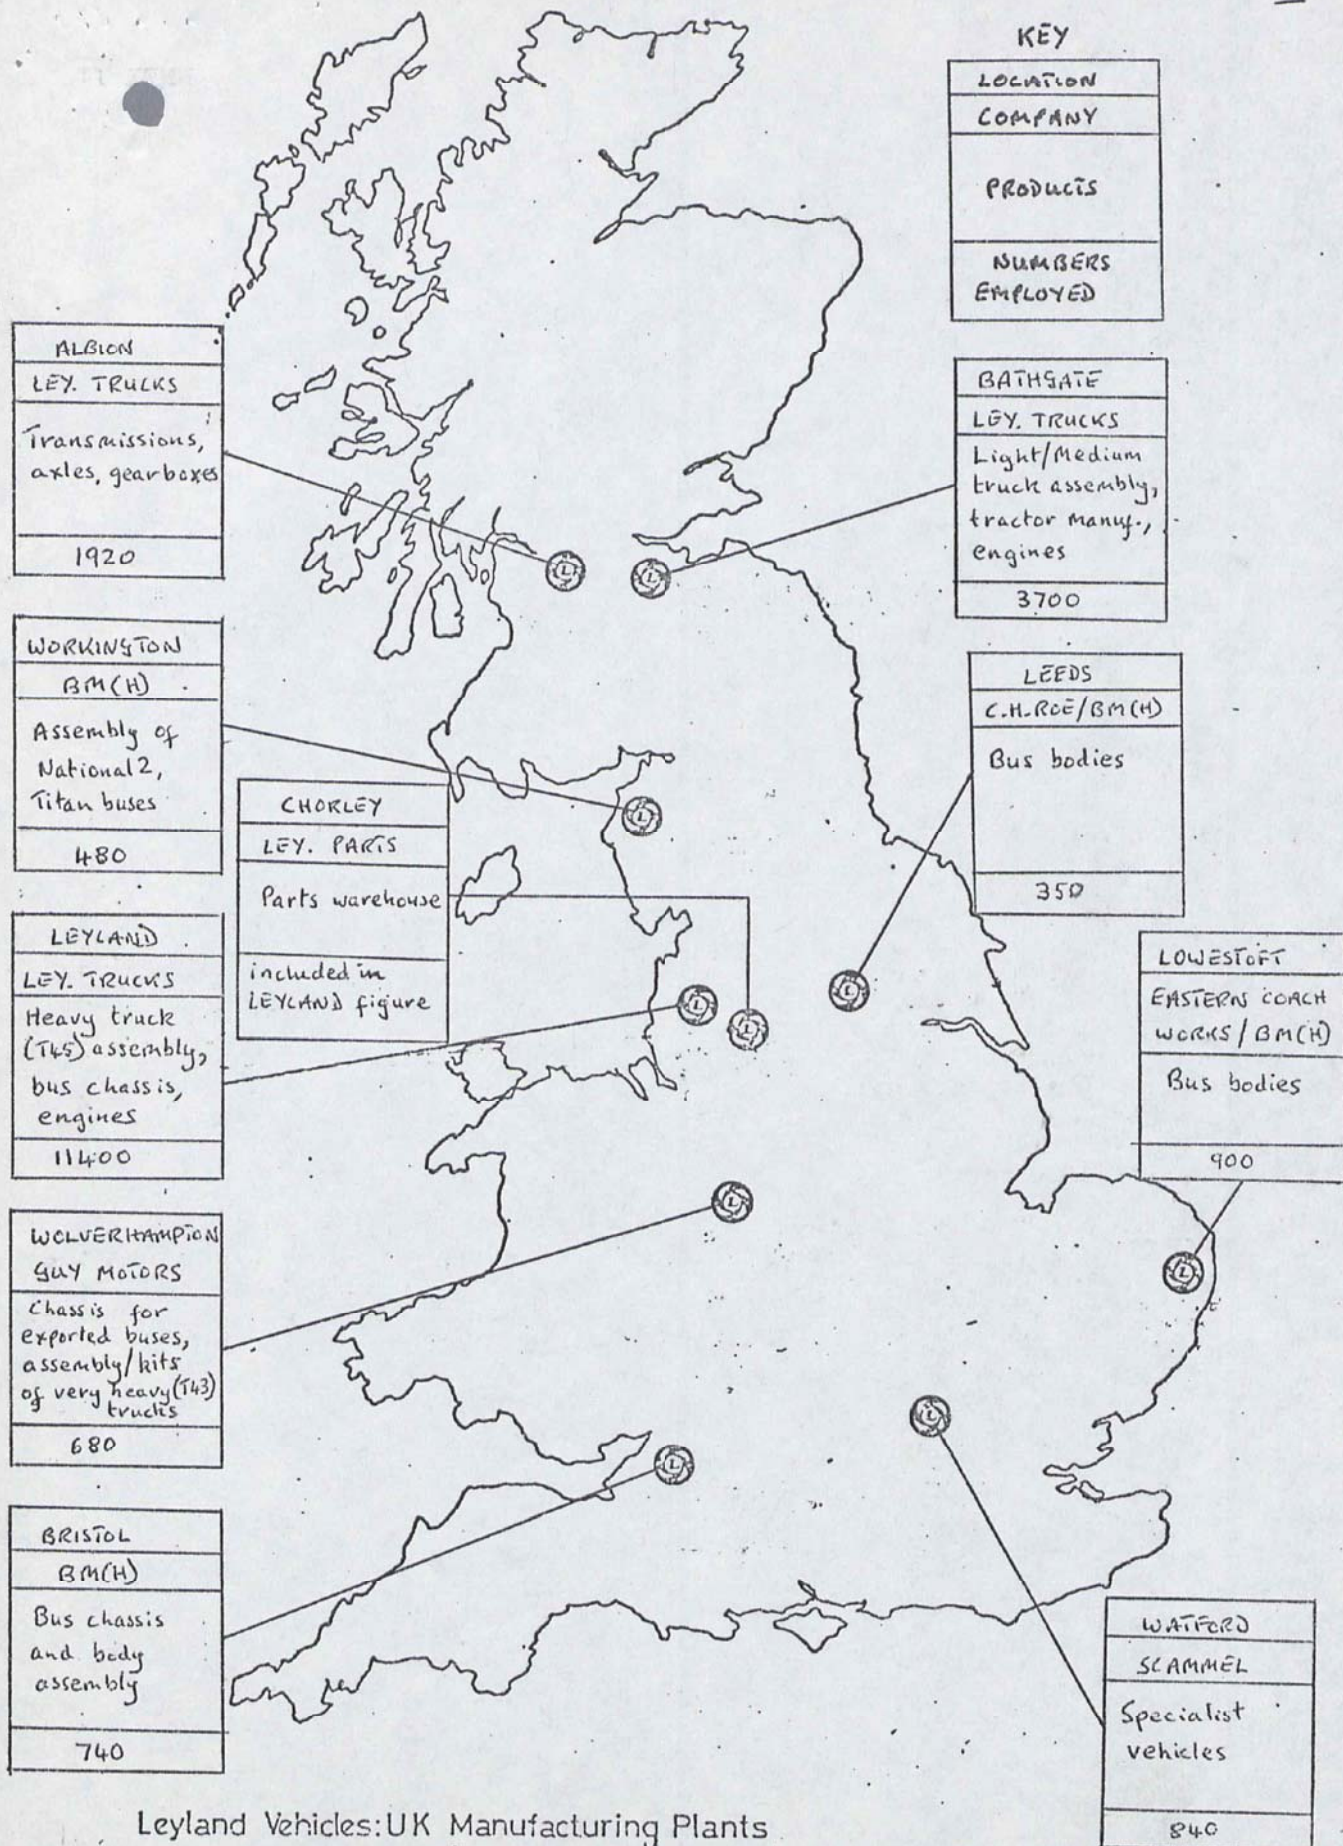 KEY
LOCATION
COMPANY
PRODUCTS
NUMBERS
EMPLOYED
ALBION
LEY. TRUCKS
Transmissions,
axles, gearboxes
1920
BATHGATE
LEY. TRUCKS
Light/Medium
truck assembly,
tractor manuf.,
engines
3700
WORKINGTON
BM(H)
Assembly of
National 2,
Titan buses
480
LEEDS
C.H.ROE/BM(H)
Bus bodies
350
CHORLEY
LEY. PARTS
Parts warehouse
included in
LEYLAND figure
LEYLAND
LEY. TRUCKS
Heavy truck
(T45) assembly,
bus chassis,
engines
11400
LOWESTOFT
EASTERN COACH
WORKS/BM(H)
Bus bodies
900
WOLVERHAMPTON
GUY MOTORS
Chassis for
exported buses,
assembly/kits
of very heavy (T43)
trucks
680
BRISTOL
BM(H)
Bus chassis
and body
assembly
740
WATFORD
SCAMMEL
Specialist
vehicles
840
L
L
L
L
L
L
L
L
L
L
Leyland Vehicles: UK Manufacturing Plants